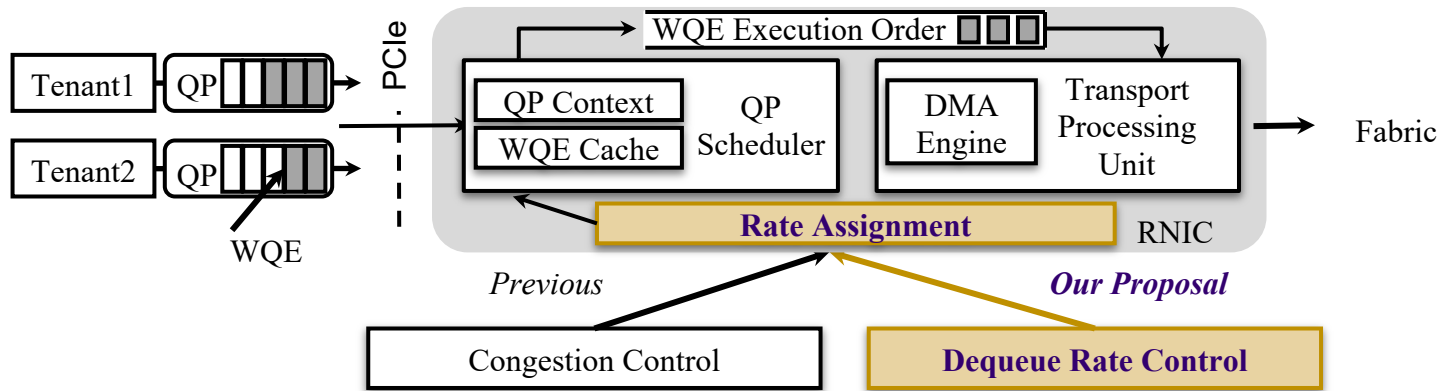 WQE Execution Order
PCIe
Tenant1
QP
QP Context
WQE Cache
QP
Scheduler
DMA
Engine
Transport
Processing
Unit
Fabric
Tenant2
QP
WQE
Rate Assignment
RNIC
Previous
Our Proposal
Congestion Control
Dequeue Rate Control